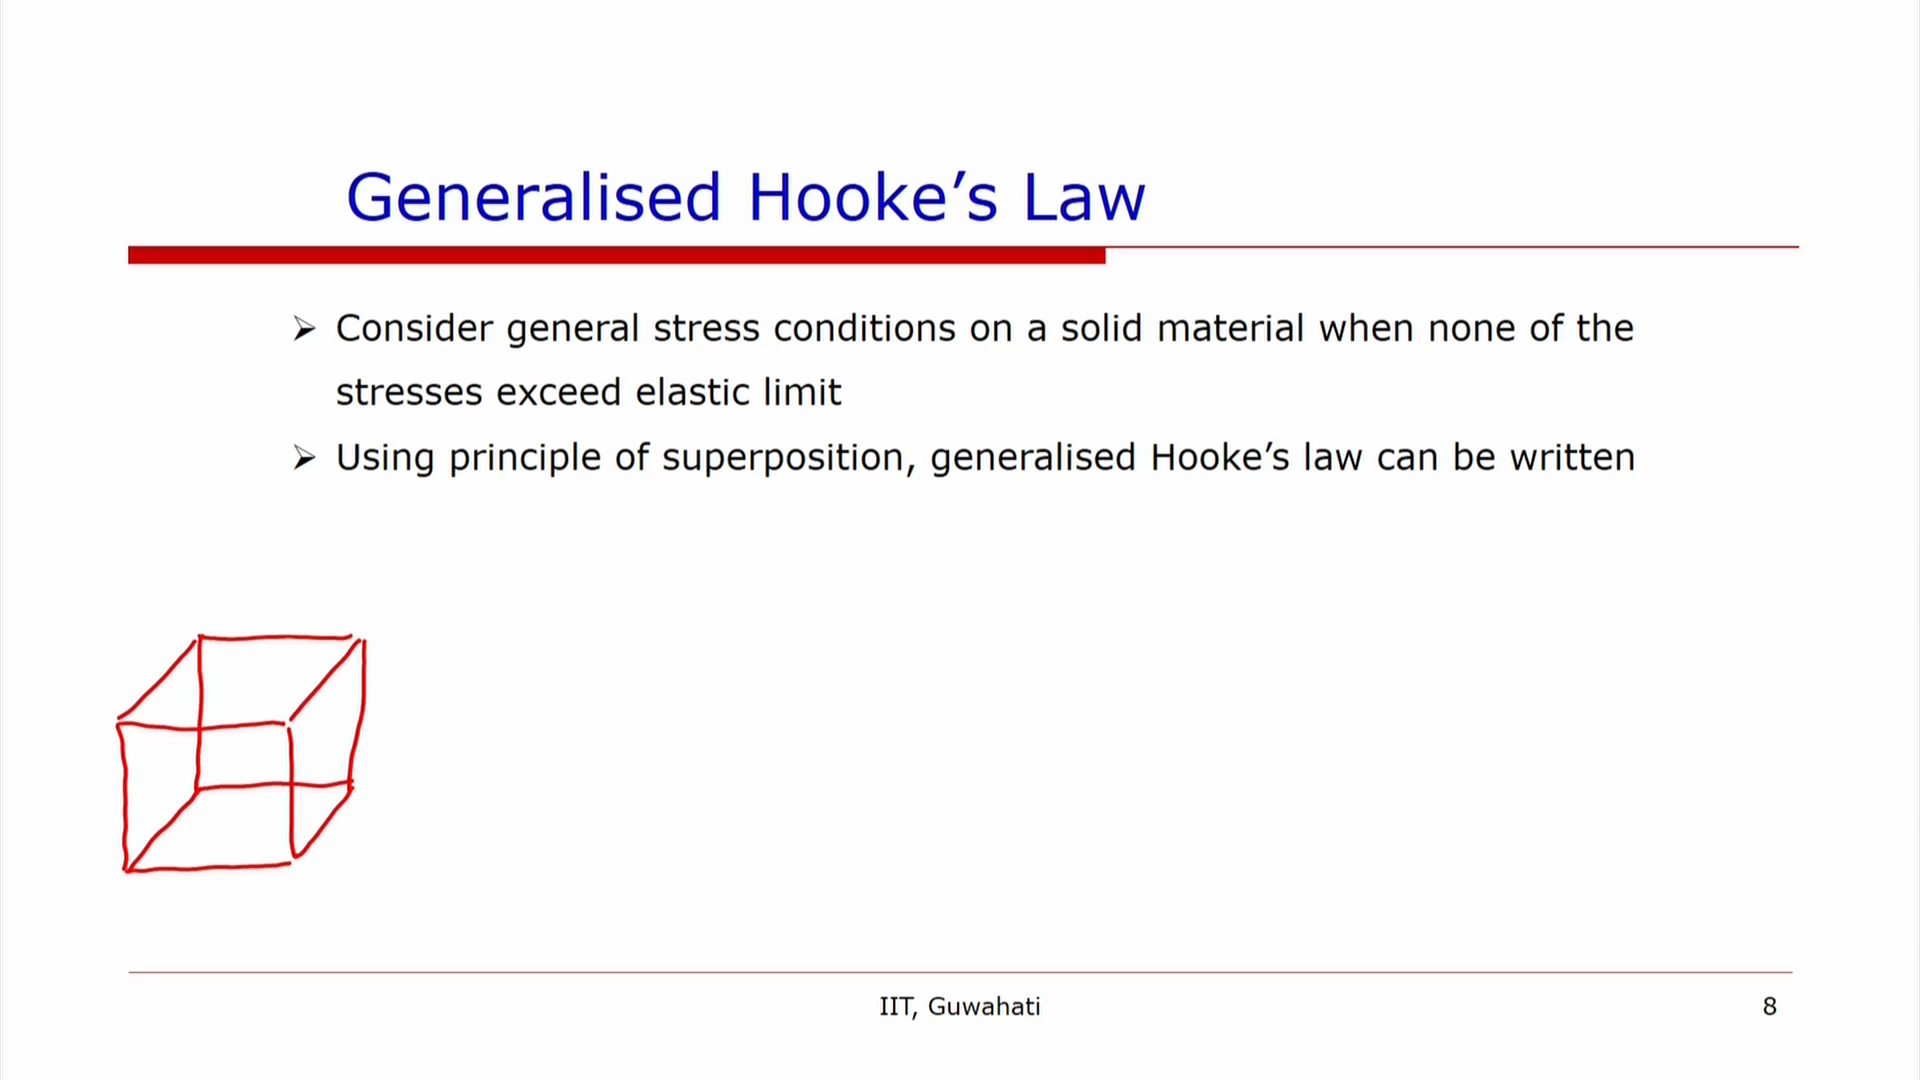 Generalised Hooke’s Law
➢ Consider general stress conditions on a solid material when none of the
stresses exceed elastic limit
➢ Using principle of superposition, generalised Hooke’s law can be written
IIT, Guwahati
8